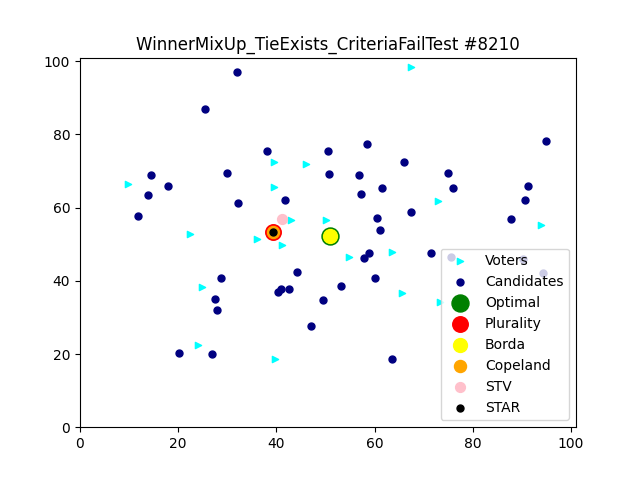 WinnerMixUp_TieExists_CriteriaFailTest #8210
100
80
60
40
20
0
0 20 40 60 80 100
Voters
Candidates
Optimal
Plurality
Borda
Copeland
STV
STAR